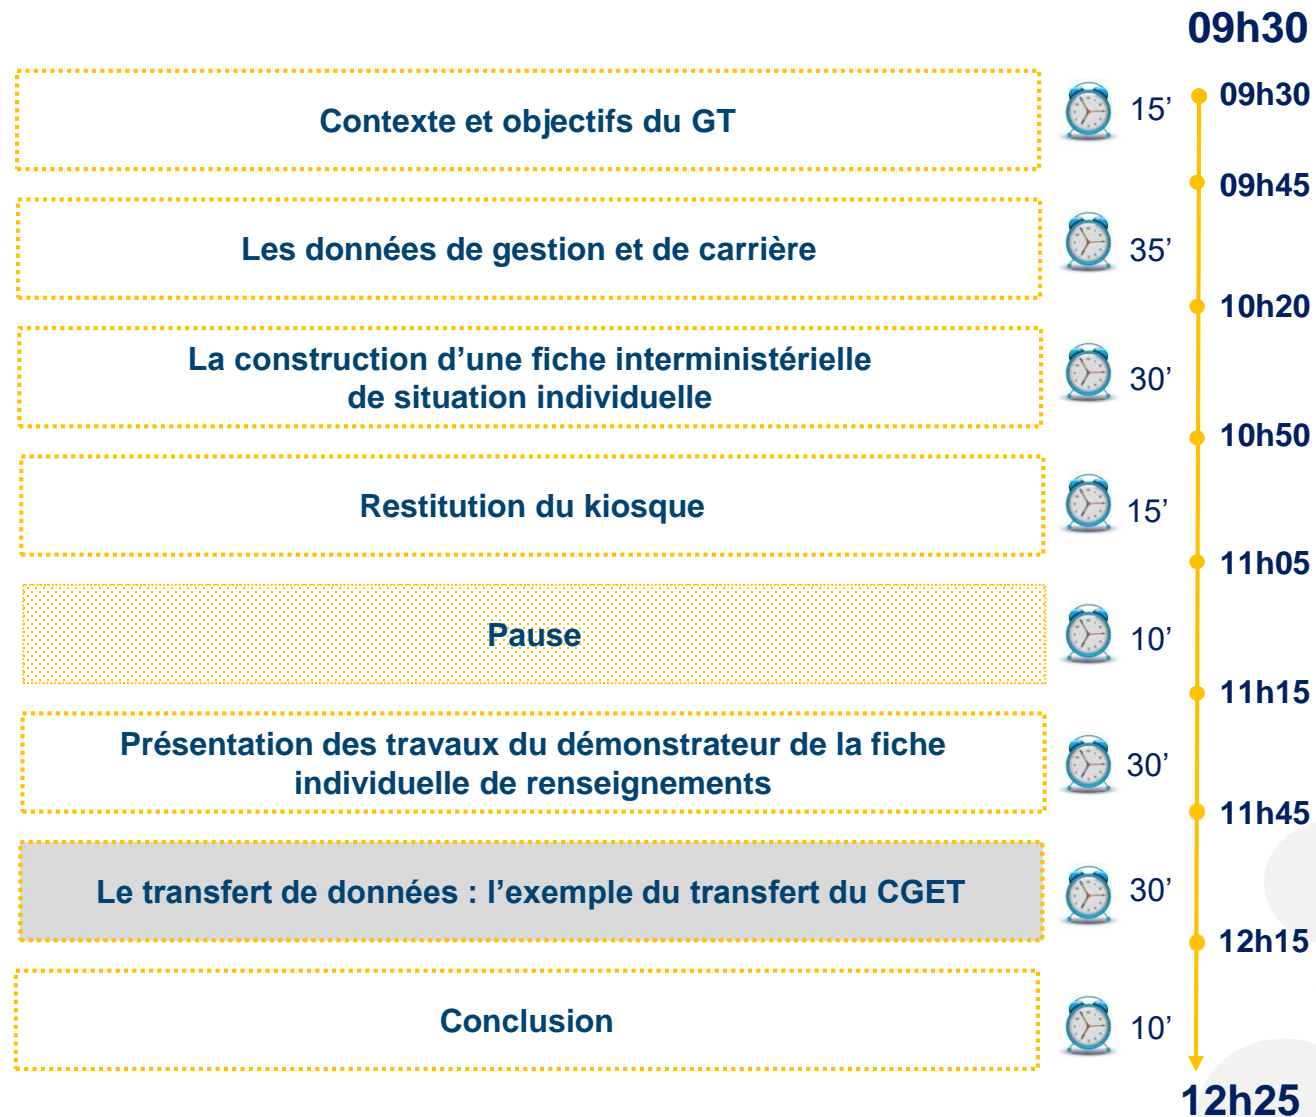 09h30
Contexte et objectifs du GT
15’
09h30
09h45
Les données de gestion et de carrière
35’
10h20
La construction d’une fiche interministérielle
de situation individuelle
30’
10h50
Restitution du kiosque
15’
11h05
Pause
10’
11h15
Présentation des travaux du démonstrateur de la fiche
individuelle de renseignements
30’
11h45
Le transfert de données : l’exemple du transfert du CGET
30’
12h15
Conclusion
10’
12h25